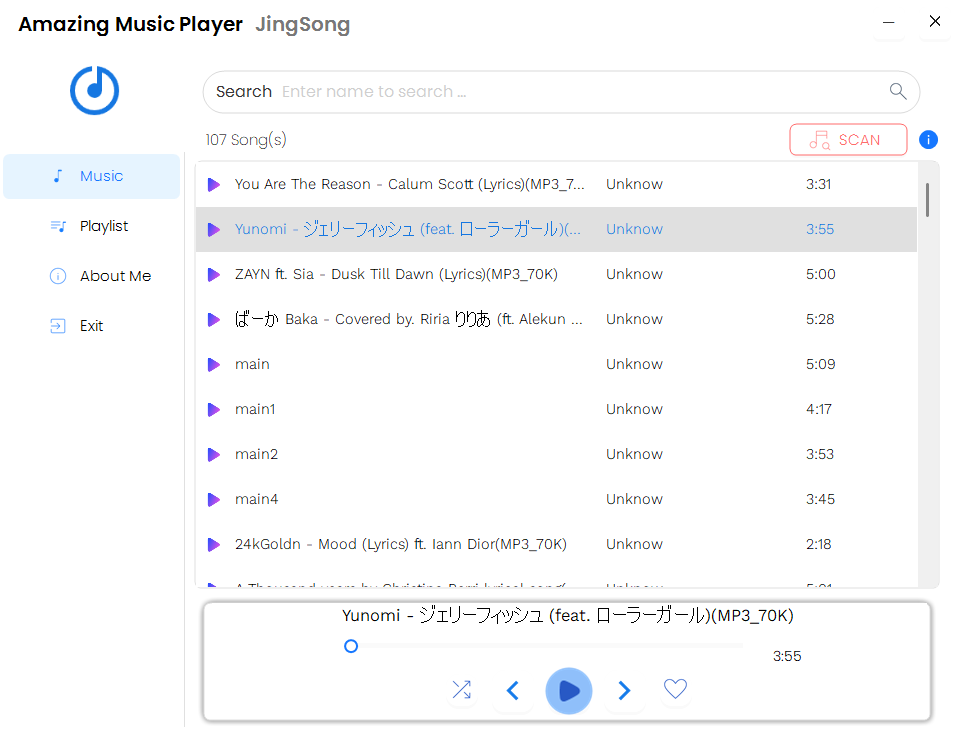 Amazing Music Player JingSong
Search Enter name to search ...
107 Song(s) SCAN
Music
Playlist
About Me
Exit
You Are The Reason - Calum Scott (Lyrics)(MP3_7... Unknow 3:31
Yunomi - ジェリーフィッシュ (feat. ローラーガール)(... Unknow 3:55
ZAYN ft. Sia - Dusk Till Dawn (Lyrics)(MP3_70K) Unknow 5:00
ばーか Baka - Covered by. Riria りりあ (ft. Alekun ... Unknow 5:28
main Unknow 5:09
main1 Unknow 4:17
main2 Unknow 3:53
main4 Unknow 3:45
24kGoldn - Mood (Lyrics) ft. Iann Dior(MP3_70K) Unknow 2:18
Yunomi - ジェリーフィッシュ (feat. ローラーガール)(MP3_70K)
3:55